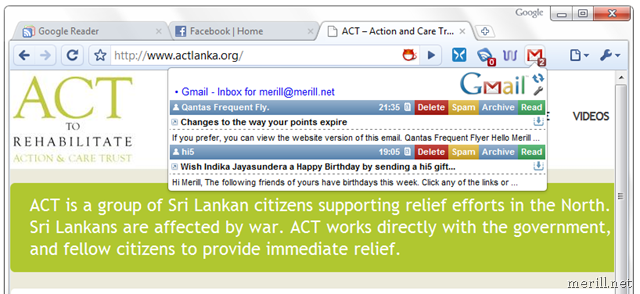 Google
Google Reader
Facebook | Home
ACT – Action and Care Tr...
http://www.actlanka.org/
0
2
Gmail
• Gmail - Inbox for merill@merill.net
Qantas Frequent Fly. 21:35 Delete Spam Archive Read
Changes to the way your points expire
If you prefer, you can view the website version of this email. Qantas Frequent Flyer Hello Merill ...
hi5 19:05 Delete Spam Archive Read
Wish Indika Jayasundera a Happy Birthday by sending a hi5 gift...
Hi Merill, The following friends of yours have birthdays this week. Click any of the links or ...
ACT
TO
REHABILITATE
ACTION & CARE TRUST
E VIDEOS
ACT is a group of Sri Lankan citizens supporting relief efforts in the North.
Sri Lankans are affected by war. ACT works directly with the government,
and fellow citizens to provide immediate relief.
merill.net